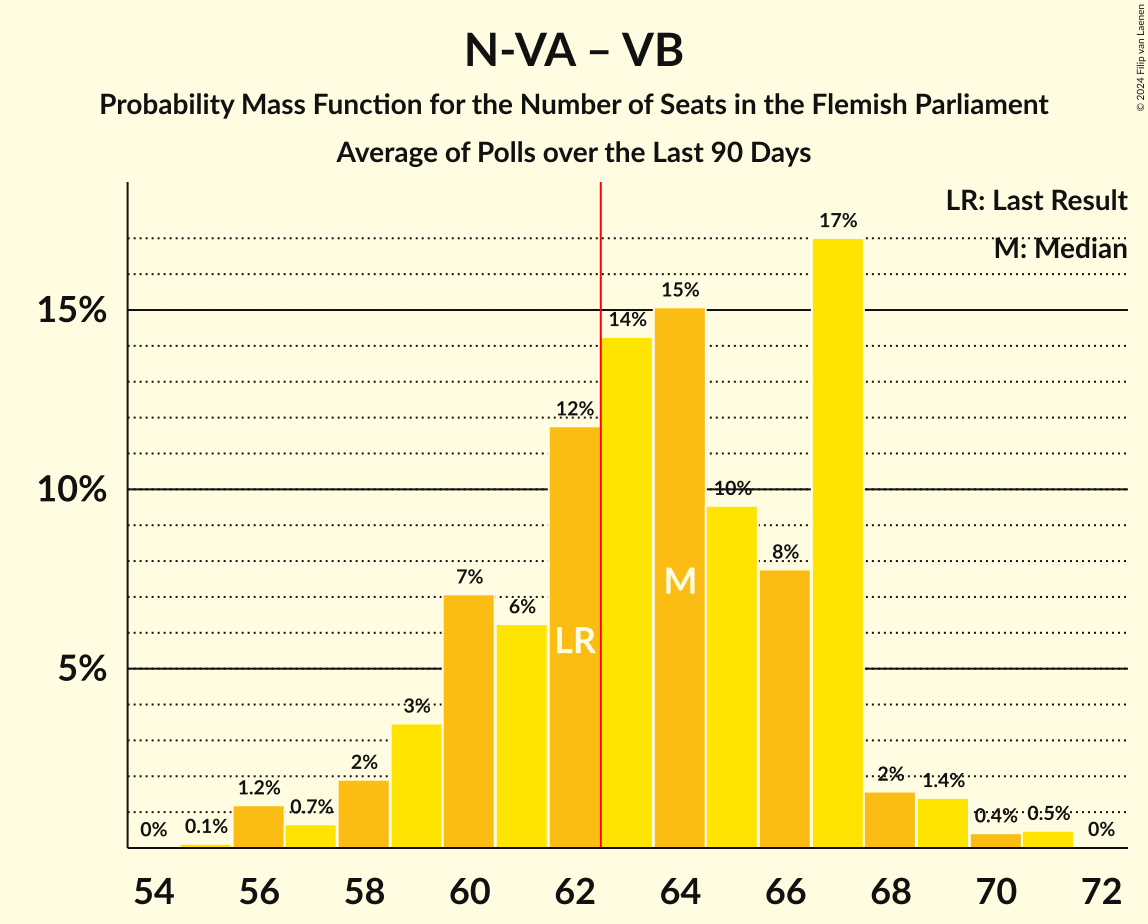 N-VA – VB
Probability Mass Function for the Number of Seats in the Flemish Parliament
Average of Polls over the Last 90 Days
© 2024 Filip van Laenen
LR: Last Result
M: Median
17%
15%
14%
12%
10%
8%
7%
6%
3%
2%
1.2%
0.7%
0.1%
0%
2%
1.4%
0.4%
0.5%
0%
LR
M
15%
10%
5%
54 56 58 60 62 64 66 68 70 72